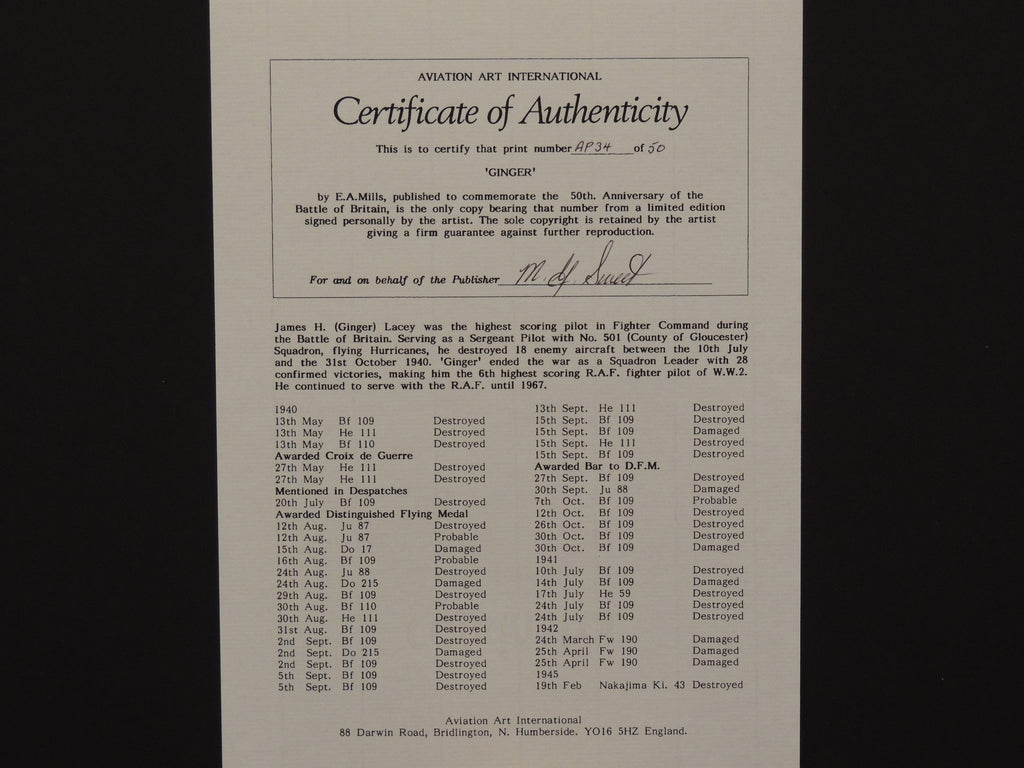 AVIATION ART INTERNATIONAL
Certificate of Authenticity
This is to certify that print number AP34 of 50
'GINGER'
by E.A.Mills, published to commemorate the 50th. Anniversary of the
Battle of Britain, is the only copy bearing that number from a limited edition
signed personally by the artist. The sole copyright is retained by the artist
giving a firm guarantee against further reproduction.
For and on behalf of the Publisher
James H. (Ginger) Lacey was the highest scoring pilot in Fighter Command during
the Battle of Britain. Serving as a Sergeant Pilot with No. 501 (County of Gloucester)
Squadron, flying Hurricanes, he destroyed 18 enemy aircraft between the 10th July
and the 31st October 1940. 'Ginger' ended the war as a Squadron Leader with 28
confirmed victories, making him the 6th highest scoring R.A.F. fighter pilot of W.W.2.
He continued to serve with the R.A.F. until 1967.
1940
13th May Bf 109 Destroyed
13th May He 111 Destroyed
13th May Bf 110 Destroyed
Awarded Croix de Guerre
27th May He 111 Destroyed
27th May He 111 Destroyed
Mentioned in Despatches
20th July Bf 109 Destroyed
Awarded Distinguished Flying Medal
12th Aug. Ju 87 Destroyed
12th Aug. Ju 87 Probable
15th Aug. Do 17 Damaged
16th Aug. Bf 109 Probable
24th Aug. Ju 88 Destroyed
24th Aug. Do 215 Damaged
29th Aug. Bf 109 Destroyed
30th Aug. Bf 110 Probable
30th Aug. He 111 Destroyed
31st Aug. Bf 109 Destroyed
2nd Sept. Bf 109 Destroyed
2nd Sept. Do 215 Damaged
2nd Sept. Bf 109 Destroyed
5th Sept. Bf 109 Destroyed
5th Sept. Bf 109 Destroyed
13th Sept. He 111 Destroyed
15th Sept. Bf 109 Destroyed
15th Sept. Bf 109 Damaged
15th Sept. He 111 Destroyed
15th Sept. Bf 109 Destroyed
Awarded Bar to D.F.M.
27th Sept. Bf 109 Destroyed
30th Sept. Ju 88 Damaged
7th Oct. Bf 109 Probable
12th Oct. Bf 109 Destroyed
26th Oct. Bf 109 Destroyed
30th Oct. Bf 109 Destroyed
30th Oct. Bf 109 Damaged
1941
10th July Bf 109 Destroyed
14th July Bf 109 Damaged
17th July He 59 Destroyed
24th July Bf 109 Destroyed
24th July Bf 109 Destroyed
1942
24th March Fw 190 Damaged
25th April Fw 190 Damaged
25th April Fw 190 Damaged
1945
19th Feb Nakajima Ki. 43 Destroyed
Aviation Art International
88 Darwin Road, Bridlington, N. Humberside. YO16 5HZ England.